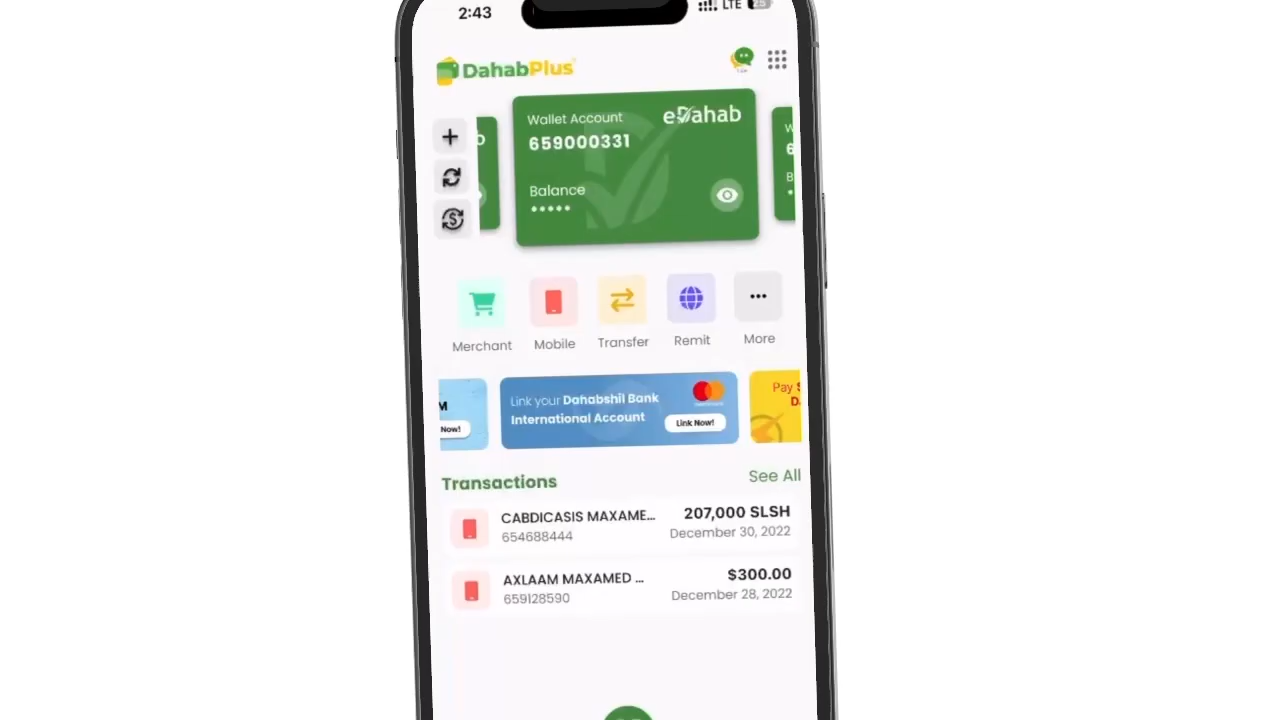 2:43
LTE
25
DahabPlus
Wallet Account
eDahab
659000331
Balance
•••••
Merchant
Mobile
Transfer
Remit
More
M
Now!
Link your Dahabshil Bank
International Account
Link Now!
Pay
Transactions
See All
CABDICASIS MAXAME...
207,000 SLSH
654688444
December 30, 2022
AXLAAM MAXAMED ...
$300.00
659128590
December 28, 2022